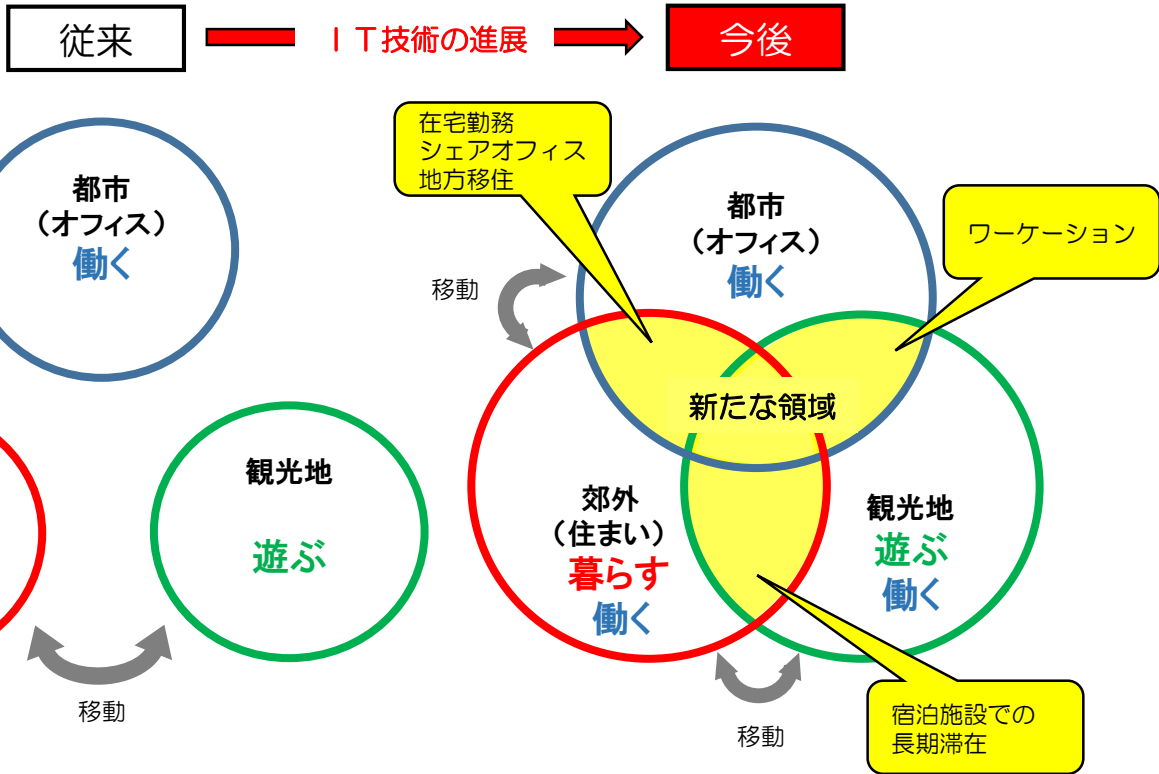 従来
IT技術の進展
今後
都市
(オフィス)
働く
観光地
遊ぶ
移動
在宅勤務
シェアオフィス
地方移住
都市
(オフィス)
働く
ワーケーション
移動
新たな領域
郊外
(住まい)
暮らす
働く
観光地
遊ぶ
働く
移動
宿泊施設での
長期滞在